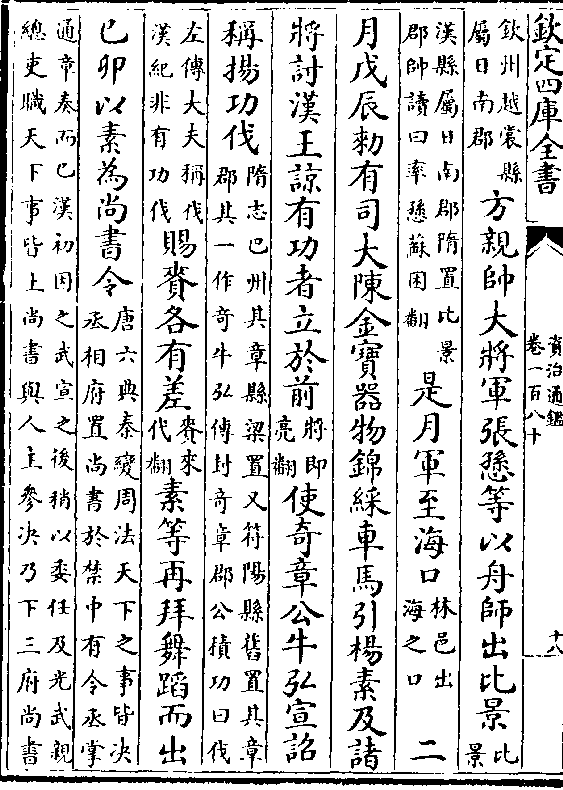 欽定四庫全書
資治通鑑
卷一百八十
十八
欽州越裳縣
屬日南郡
方親帥大將軍張愻等以舟師出比景
比
景
漢縣屬日南郡隋置比景
郡帥讀曰率愻蘇困翻
是月軍至海口
林邑出
海之口
二
月戊辰敕有司大陳金寶器物錦綵車馬引楊素及諸
將討漢王諒有功者立於前
將即
亮翻
使奇章公牛弘宣詔
稱揚功伐
隋志巴州其章縣梁置又符陽縣舊置其章
郡其一作奇牛弘傳封奇章郡公積功曰伐
左傳大夫稱伐
漢紀非有功伐
賜賚各有差
賚來
代翻
素等再拜舞蹈而出
己卯以素為尚書令
唐六典秦變周法天下之事皆決
丞相府置尚書於禁中有令丞掌
通章奏而已漢初因之武宣之後稍以委任及光武親
總吏職天下事皆上尚書與人主參決乃下三府尚書